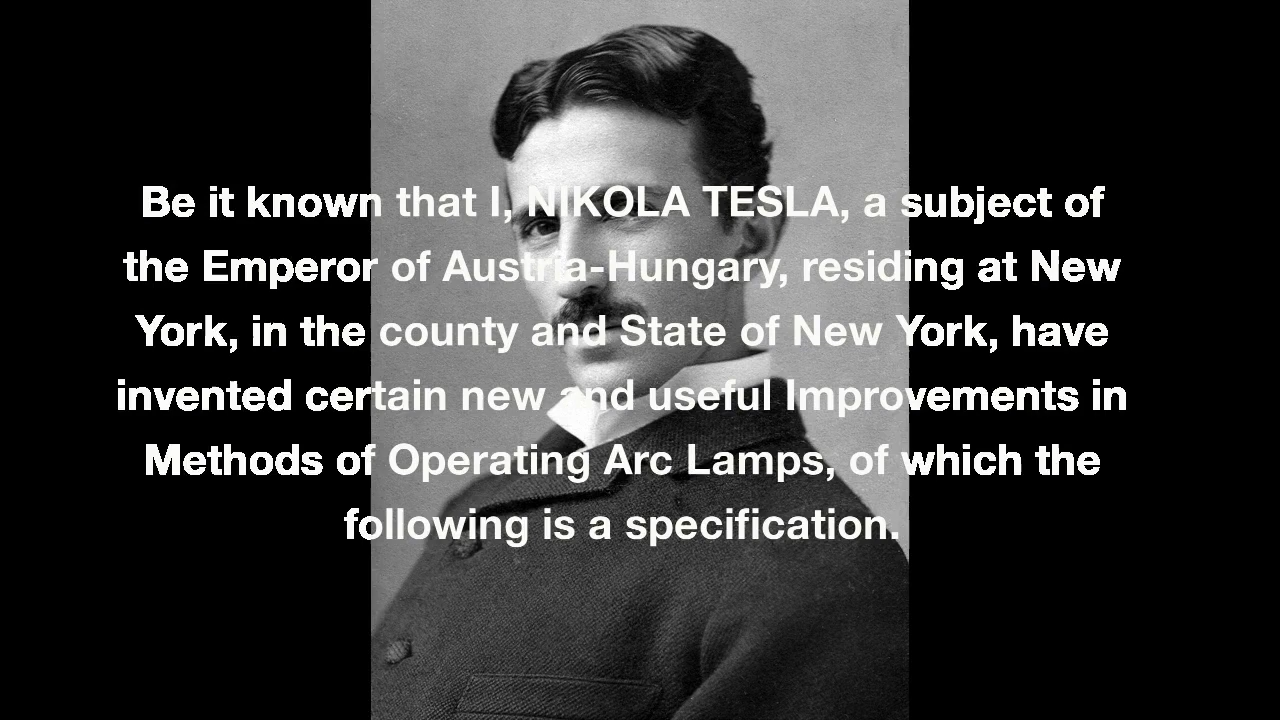 Be it known that I, NIKOLA TESLA, a subject of
the Emperor of Austria-Hungary, residing at New
York, in the county and State of New York, have
invented certain new and useful Improvements in
Methods of Operating Arc Lamps, of which the
following is a specification.